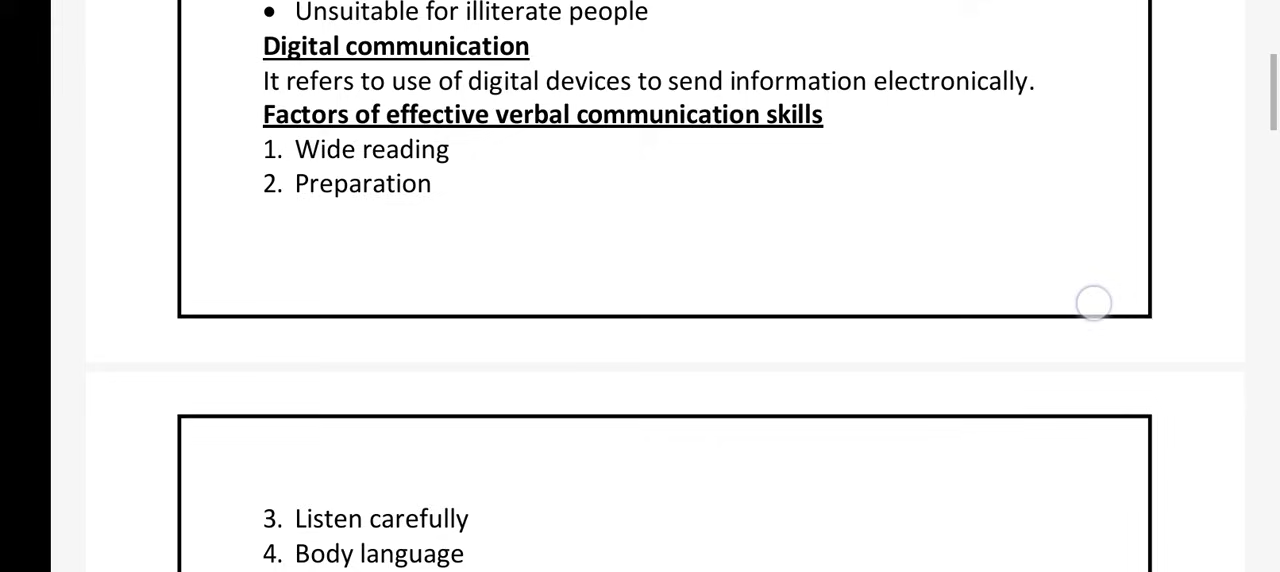 • Unsuitable for illiterate people
Digital communication
It refers to use of digital devices to send information electronically.
Factors of effective verbal communication skills
1. Wide reading
2. Preparation
3. Listen carefully
4. Body language